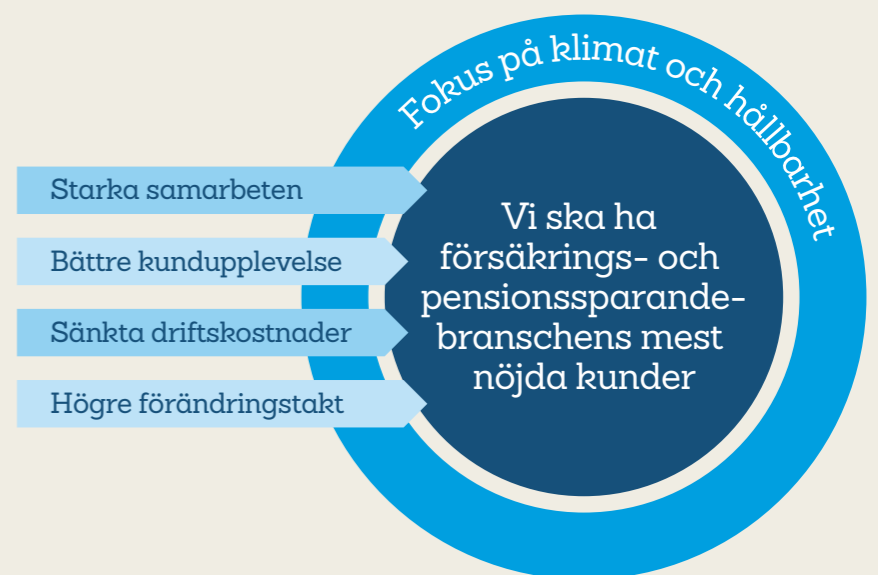 Fokus på klimat och hållbarhet
Starka samarbeten
Bättre kundupplevelse
Sänkta driftskostnader
Högre förändringstakt
Vi ska ha
försäkrings- och
pensionssparande-
branschens mest
nöjda kunder